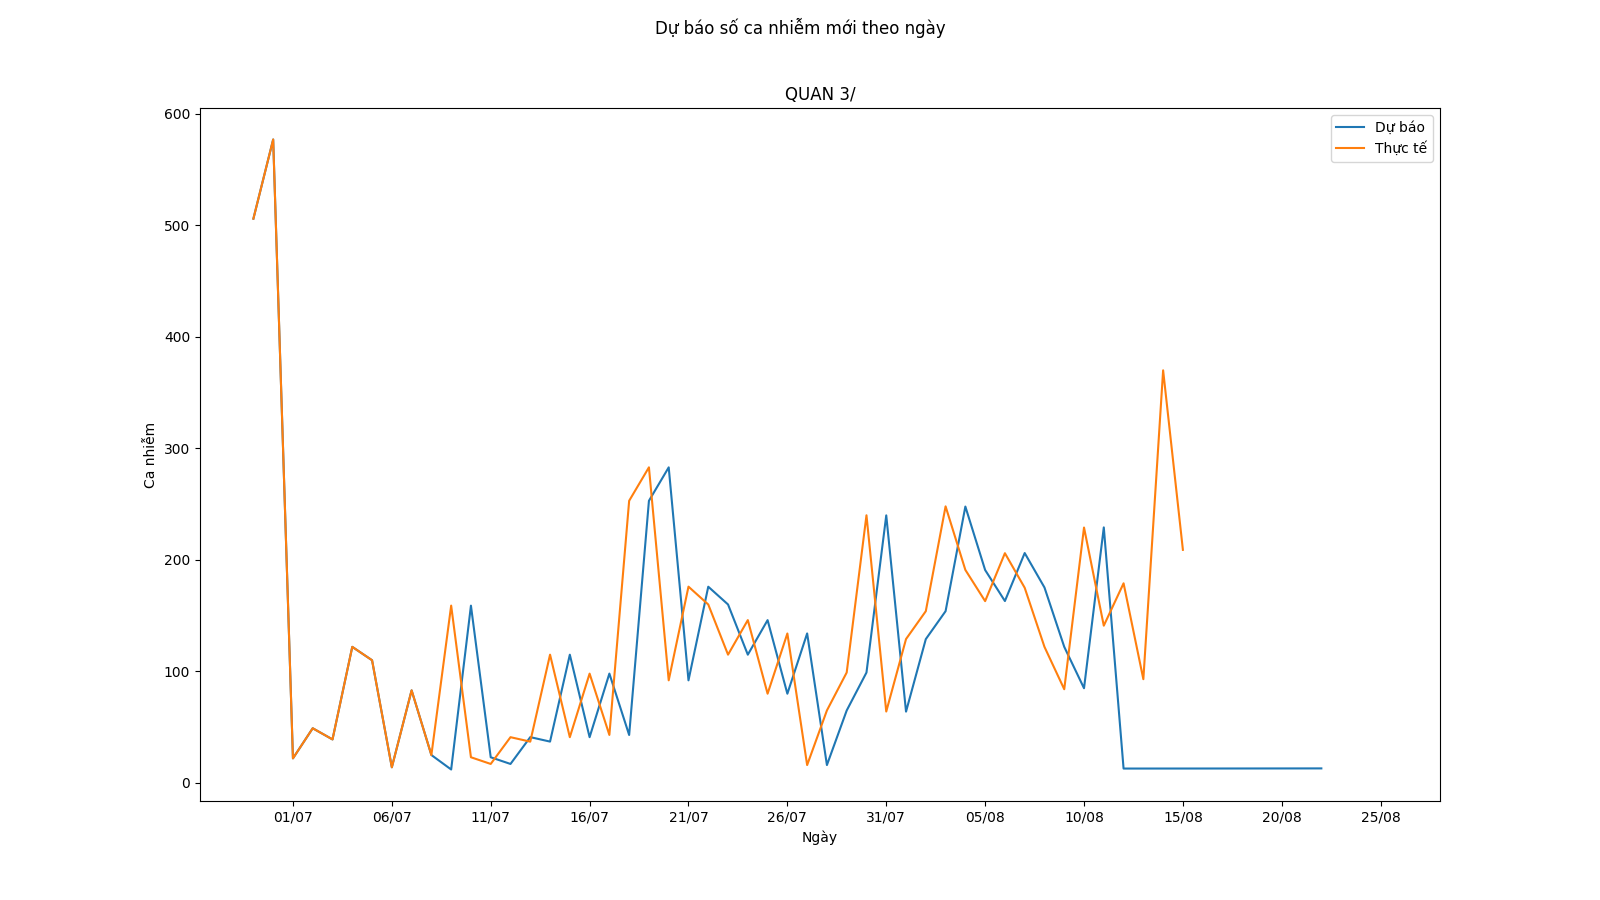 Dự báo số ca nhiễm mới theo ngày
QUAN 3/
Dự báo
Thực tế
600
500
400
300
200
100
0
Ca nhiễm
01/07 06/07 11/07 16/07 21/07 26/07 31/07 05/08 10/08 15/08 20/08 25/08
Ngày